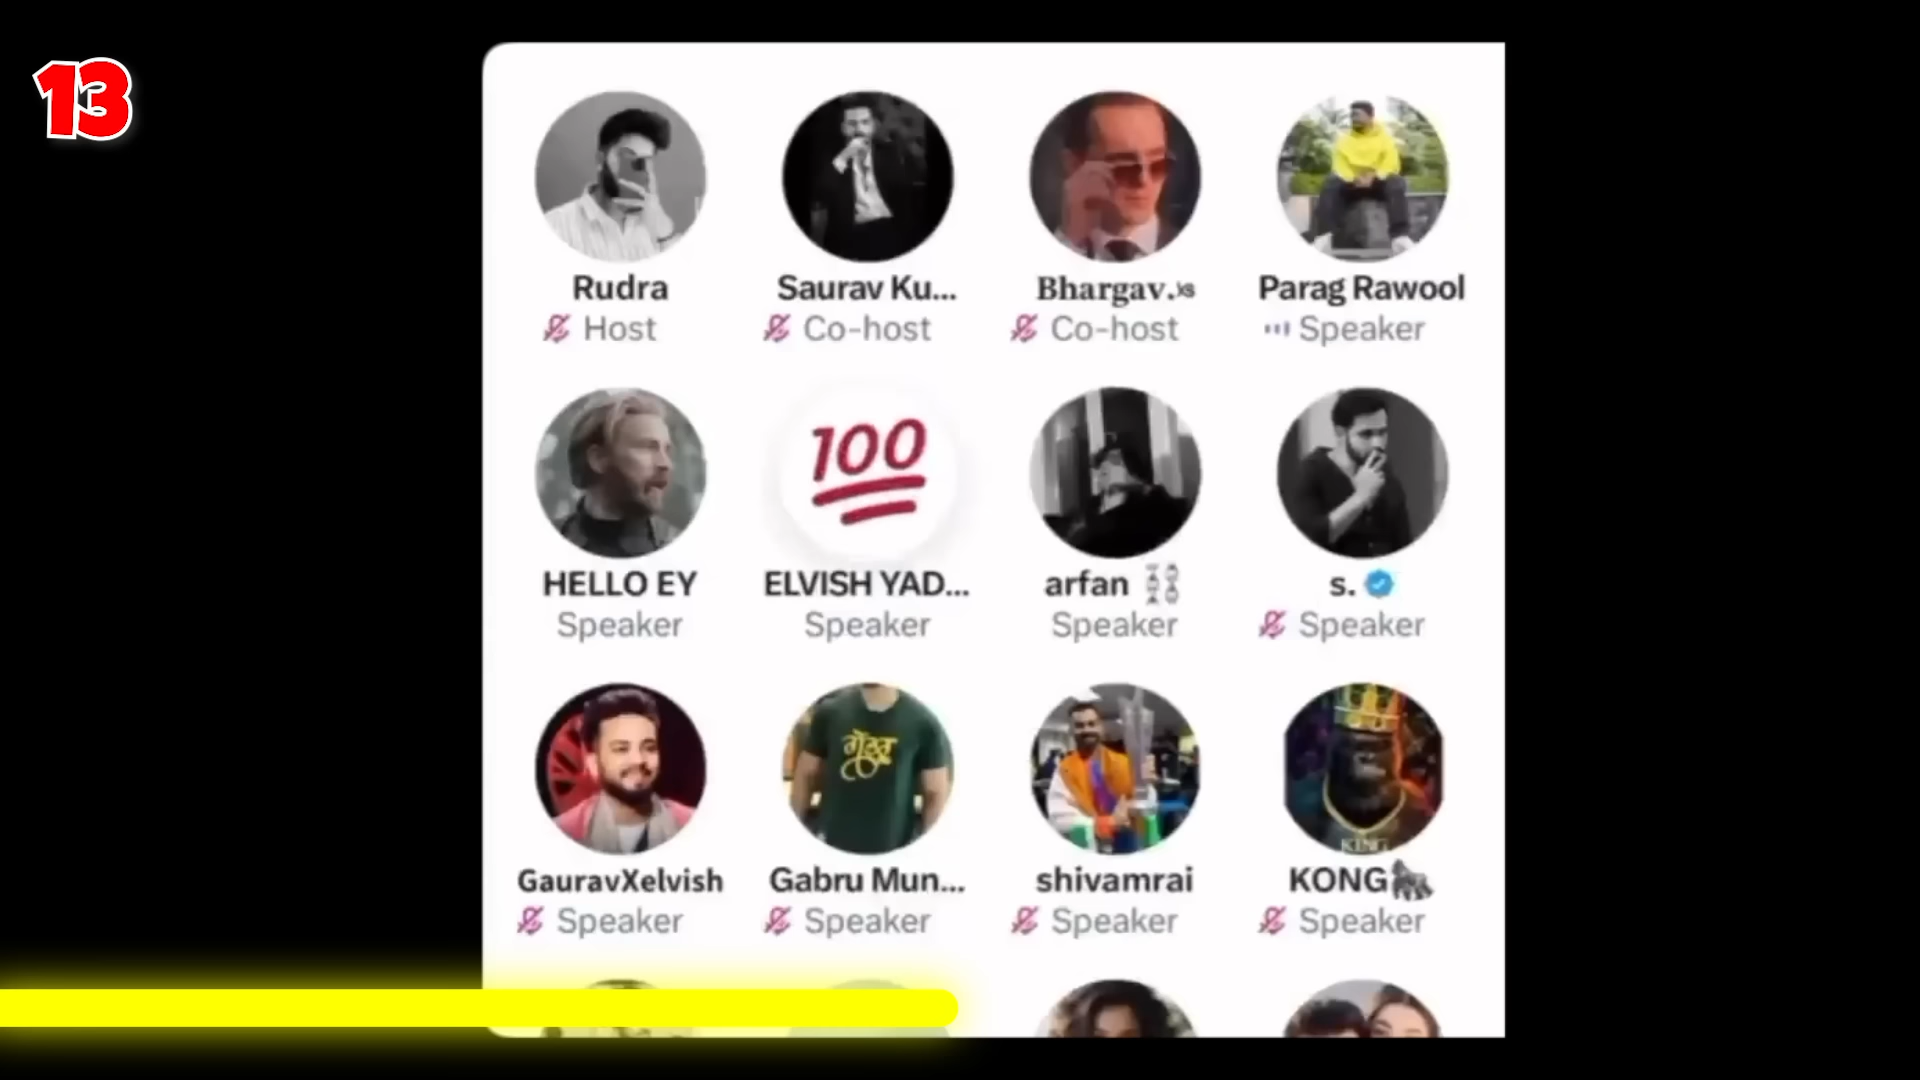 13
Rudra
Host
Saurav Ku...
Co-host
Bhargav.
Co-host
Parag Rawool
Speaker
HELLO EY
Speaker
100
ELVISH YAD...
Speaker
arfan
Speaker
s.
Speaker
GauravXelvish
Speaker
Gabru Mun...
Speaker
shivamrai
Speaker
KING
KONG
Speaker